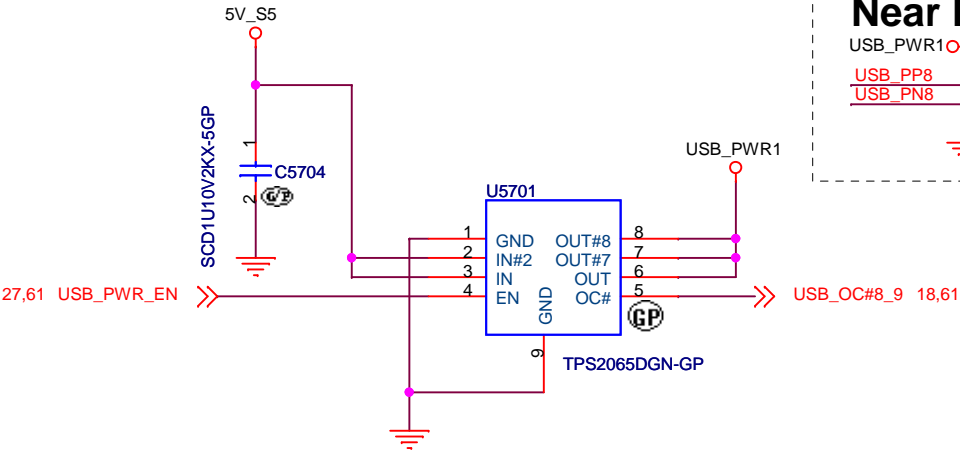 5V_S5
Near
USB_PWR1
USB_PP8
USB_PN8
SCD1U10V2KX-5GP
1
C5704
2
G/P
USB_PWR1
U5701
1 GND OUT#8 8
2 IN#2 OUT#7 7
3 IN OUT 6
4 EN OC# 5
GND
9
GP
27,61 USB_PWR_EN
USB_OC#8_9 18,61
TPS2065DGN-GP